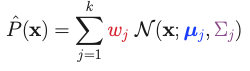 P̂(x) = ∑_{j=1}^{k} w_j 𝒩(x; μ_j, Σ_j)